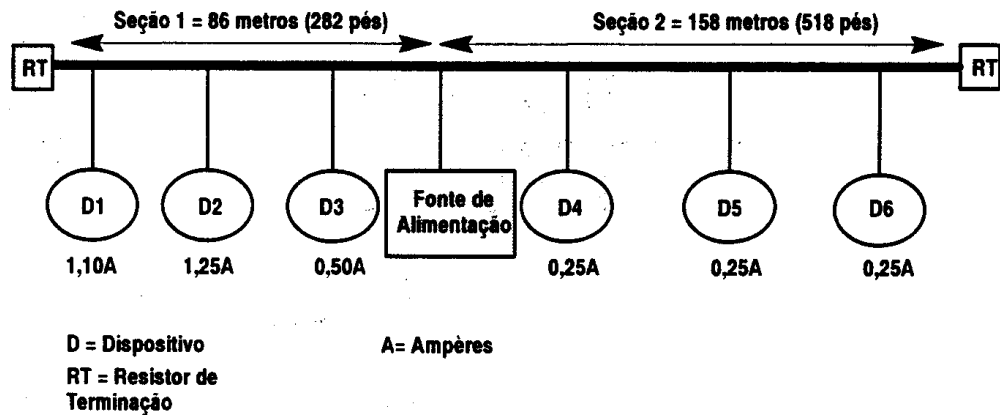 Seção 1 = 86 metros (282 pés)
Seção 2 = 158 metros (518 pés)
RT
RT
D1
D2
D3
Fonte de
Alimentação
D4
D5
D6
1,10A
1,25A
0,50A
0,25A
0,25A
0,25A
D = Dispositivo
A= Ampères
RT = Resistor de
Terminação